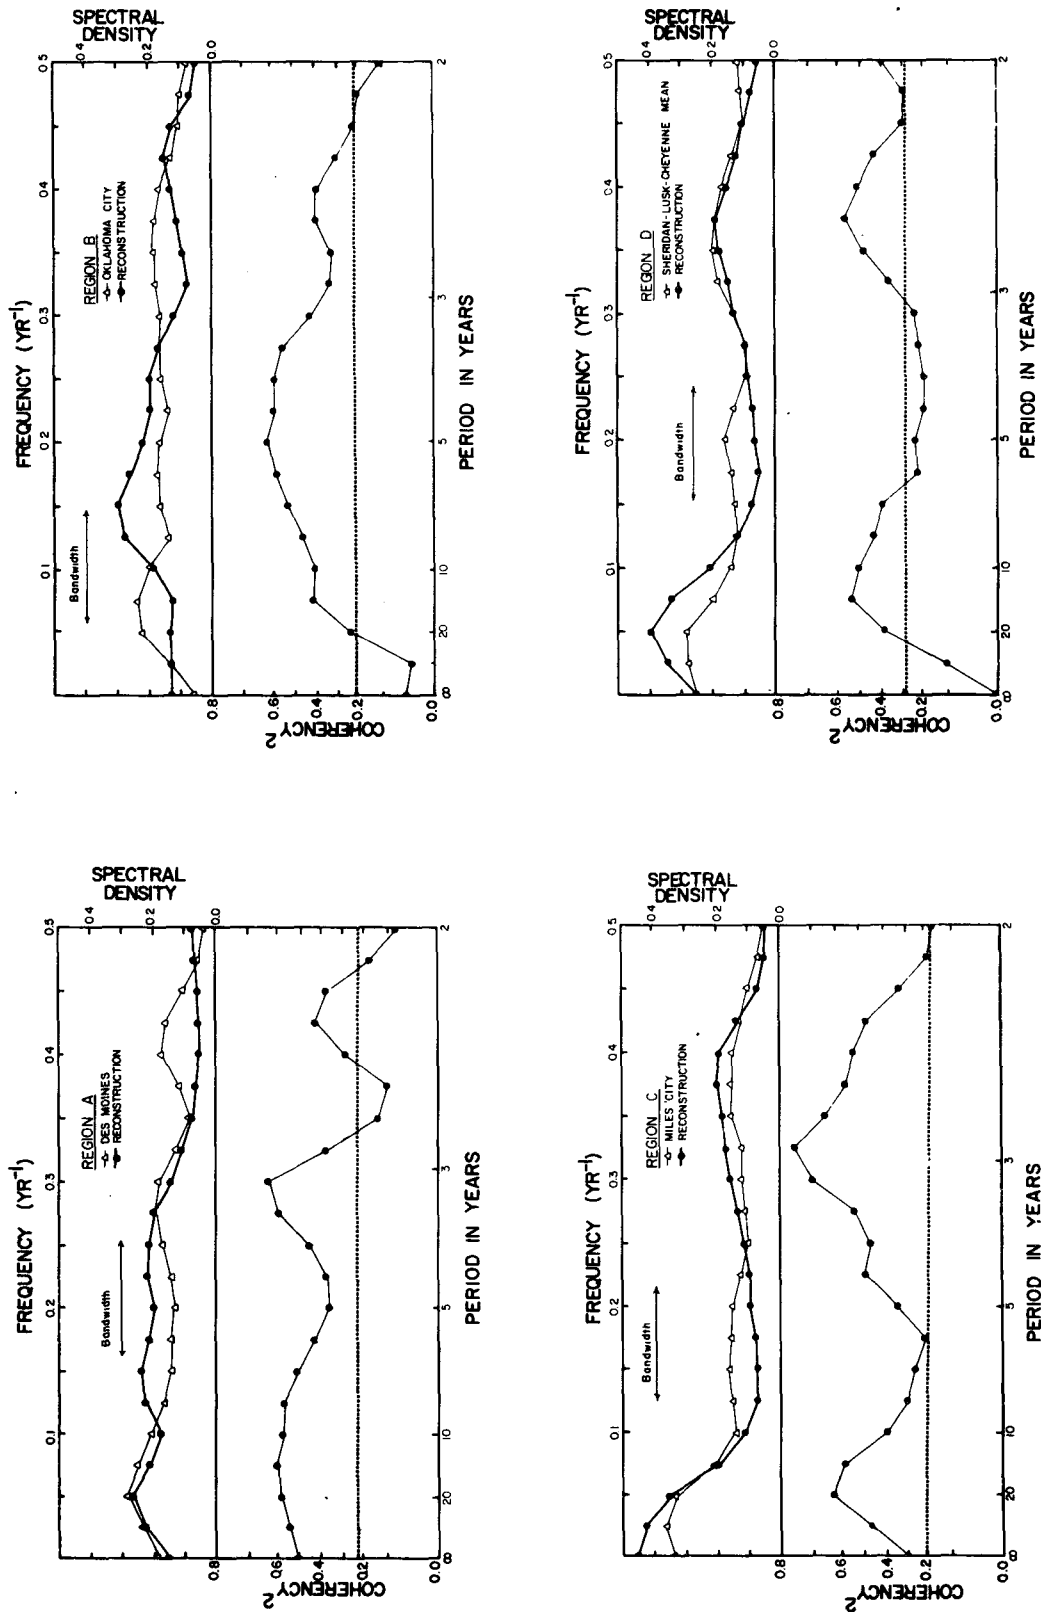 FREQUENCY (YR⁻¹)
0.1
0.2
0.3
0.4
0.5
SPECTRAL
DENSITY
0.4
0.2
0.0
REGION A
DES MOINES
RECONSTRUCTION
Bandwidth
0.8
0.6
0.4
0.2
0.0
COHERENCY²
∞
20
10
5
3
2
PERIOD IN YEARS
FREQUENCY (YR⁻¹)
0.1
0.2
0.3
0.4
0.5
SPECTRAL
DENSITY
0.4
0.2
0.0
REGION B
OKLAHOMA CITY
RECONSTRUCTION
Bandwidth
0.8
0.6
0.4
0.2
0.0
COHERENCY²
∞
20
10
5
3
2
PERIOD IN YEARS
FREQUENCY (YR⁻¹)
0.1
0.2
0.3
0.4
0.5
SPECTRAL
DENSITY
0.4
0.2
0.0
REGION C
MILES CITY
RECONSTRUCTION
Bandwidth
0.8
0.6
0.4
0.2
0.0
COHERENCY²
∞
20
10
5
3
2
PERIOD IN YEARS
FREQUENCY (YR⁻¹)
0.1
0.2
0.3
0.4
0.5
SPECTRAL
DENSITY
0.4
0.2
0.0
REGION D
SHERIDAN-LUSK-CHEYENNE MEAN
RECONSTRUCTION
Bandwidth
0.8
0.6
0.4
0.2
0.0
COHERENCY²
∞
20
10
5
3
2
PERIOD IN YEARS